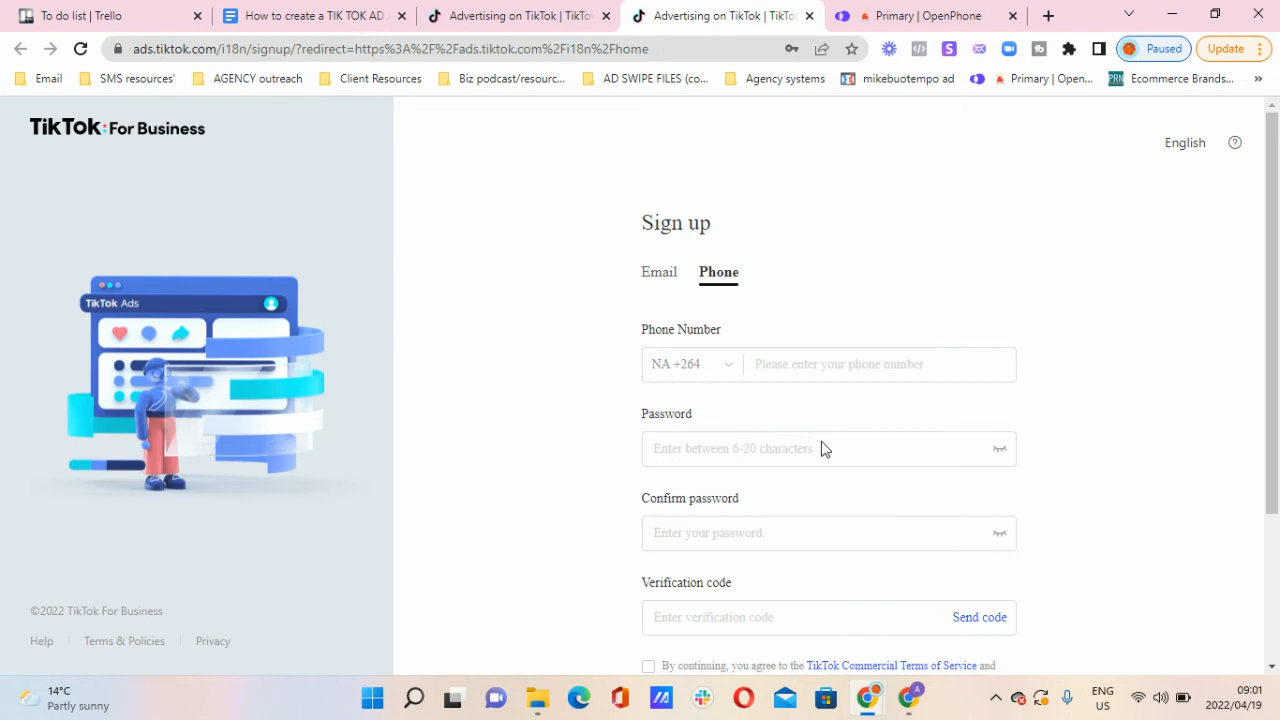 To do list | Trello
How to create a TIK TOK AD
Advertising on TikTok | TikTok
Advertising on TikTok | TikTok
Primary | OpenPhone
ads.tiktok.com/i18n/signup/?redirect=https%3A%2F%2Fads.tiktok.com%2Fi18n%2Fhome
Paused
Update
Email
SMS resources'
AGENCY outreach
Client Resources
Biz podcast/resourc...
AD SWIPE FILES (co...
Agency systems
mikebuotempo ad
Primary | Open...
PRN
Ecommerce Brands...
TikTok: For Business
English
Sign up
Email
Phone
Phone Number
NA +264
Please enter your phone number
Password
Enter between 6-20 characters
Confirm password
Enter your password.
Verification code
Enter verification code
Send code
By continuing, you agree to the TikTok Commercial Terms of Service and
TikTok Ads
©2022 TikTok For Business
Help
Terms & Policies
Privacy
14°C
Partly sunny
A
ENG
US
09:01
2022/04/19